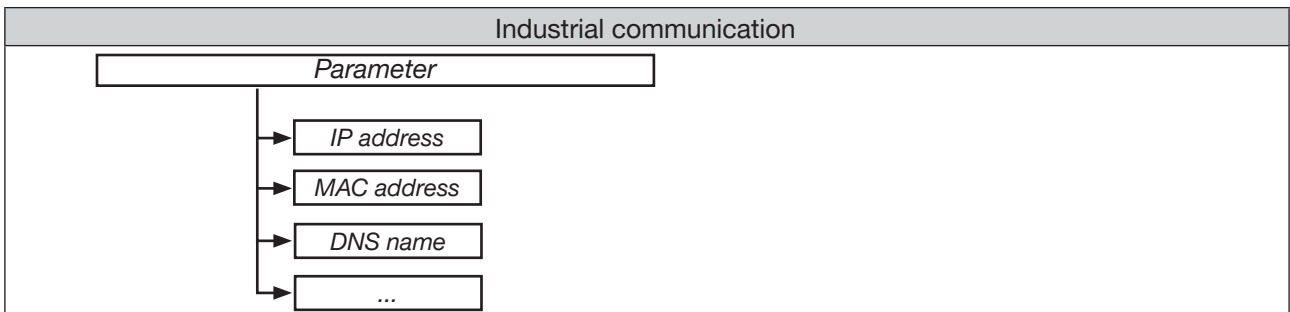 Industrial communication
Parameter
IP address
MAC address
DNS name
...